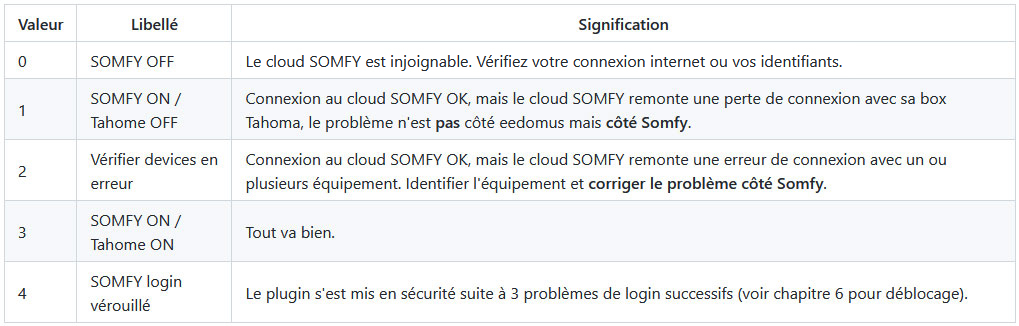 Valeur Libellé Signification
0 SOMFY OFF Le cloud SOMFY est injoignable. Vérifiez votre connexion internet ou vos identifiants.
1 SOMFY ON / Tahome OFF Connexion au cloud SOMFY OK, mais le cloud SOMFY remonte une perte de connexion avec sa box
Tahoma, le problème n'est pas côté eedomus mais côté Somfy.
2 Vérifier devices en erreur Connexion au cloud SOMFY OK, mais le cloud SOMFY remonte une erreur de connexion avec un ou
plusieurs équipement. Identifier l'équipement et corriger le problème côté Somfy.
3 SOMFY ON / Tahome ON Tout va bien.
4 SOMFY login vérouillé Le plugin s'est mis en sécurité suite à 3 problèmes de login successifs (voir chapitre 6 pour déblocage).